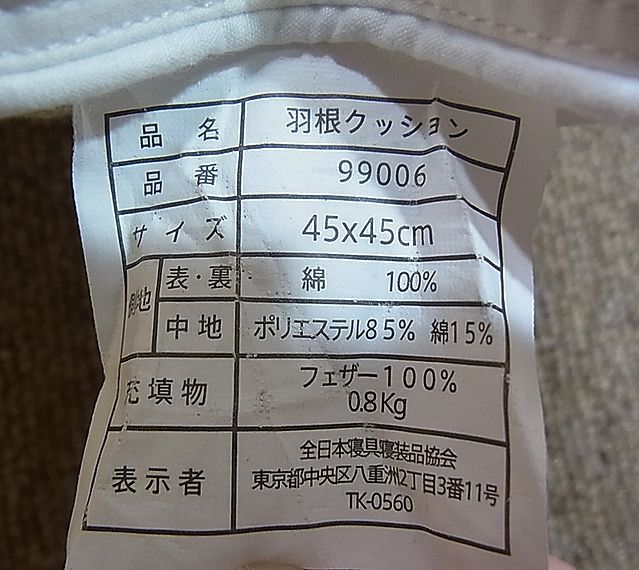 品名 羽根クッション
品番 99006
サイズ 45x45cm
側地 表・裏 綿 100%
中地 ポリエステル85% 綿15%
充填物 フェザー100%
0.8Kg
表示者 全日本寝具寝装品協会
東京都中央区八重洲2丁目3番11号
TK-0560